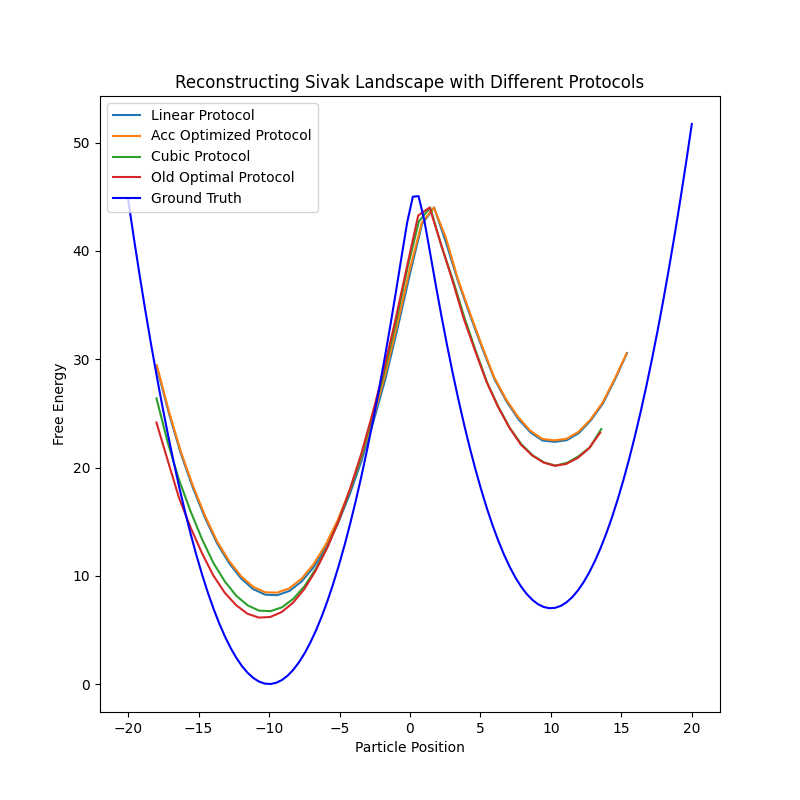 Reconstructing Sivak Landscape with Different Protocols
Linear Protocol
Acc Optimized Protocol
Cubic Protocol
Old Optimal Protocol
Ground Truth
50
40
30
20
10
0
Free Energy
−20 −15 −10 −5 0 5 10 15 20
Particle Position